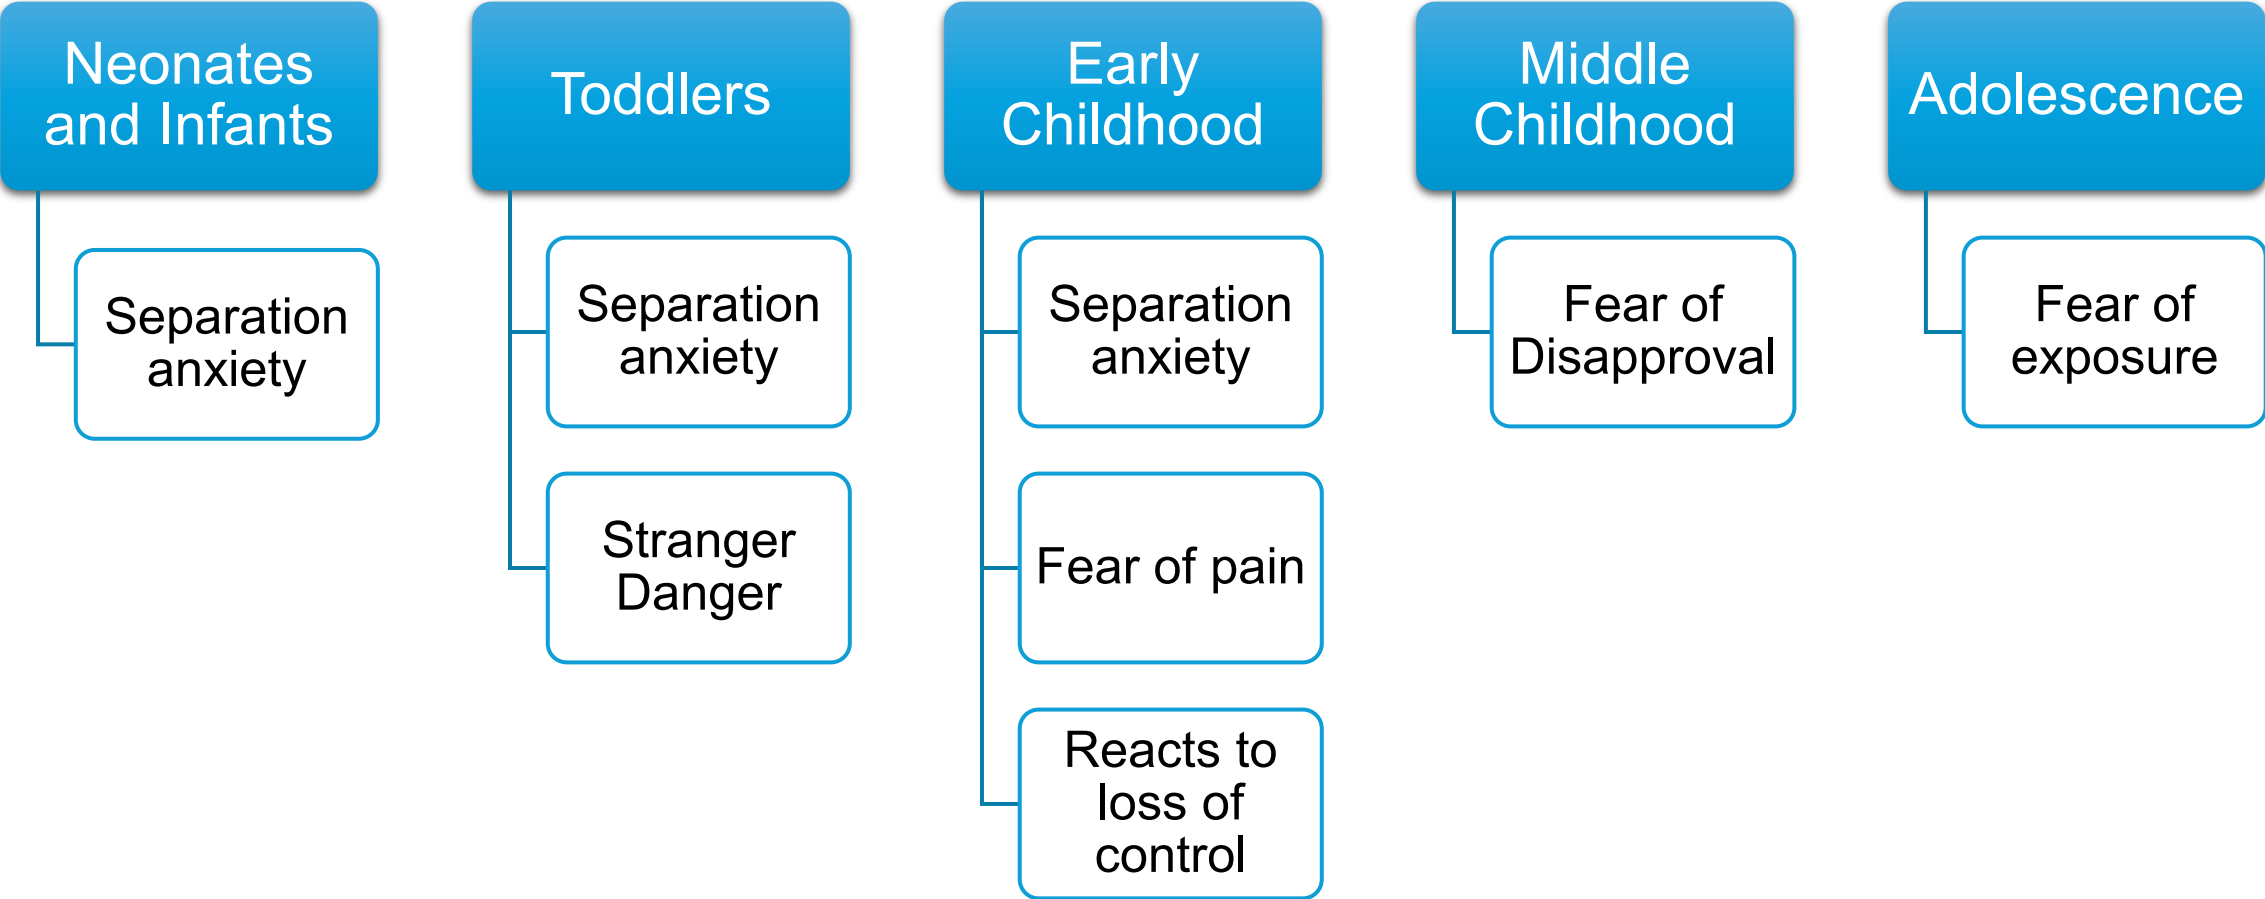 Neonates
and Infants
Separation
anxiety
Toddlers
Separation
anxiety
Stranger
Danger
Early
Childhood
Separation
anxiety
Fear of pain
Reacts to
loss of
control
Middle
Childhood
Fear of
Disapproval
Adolescence
Fear of
exposure